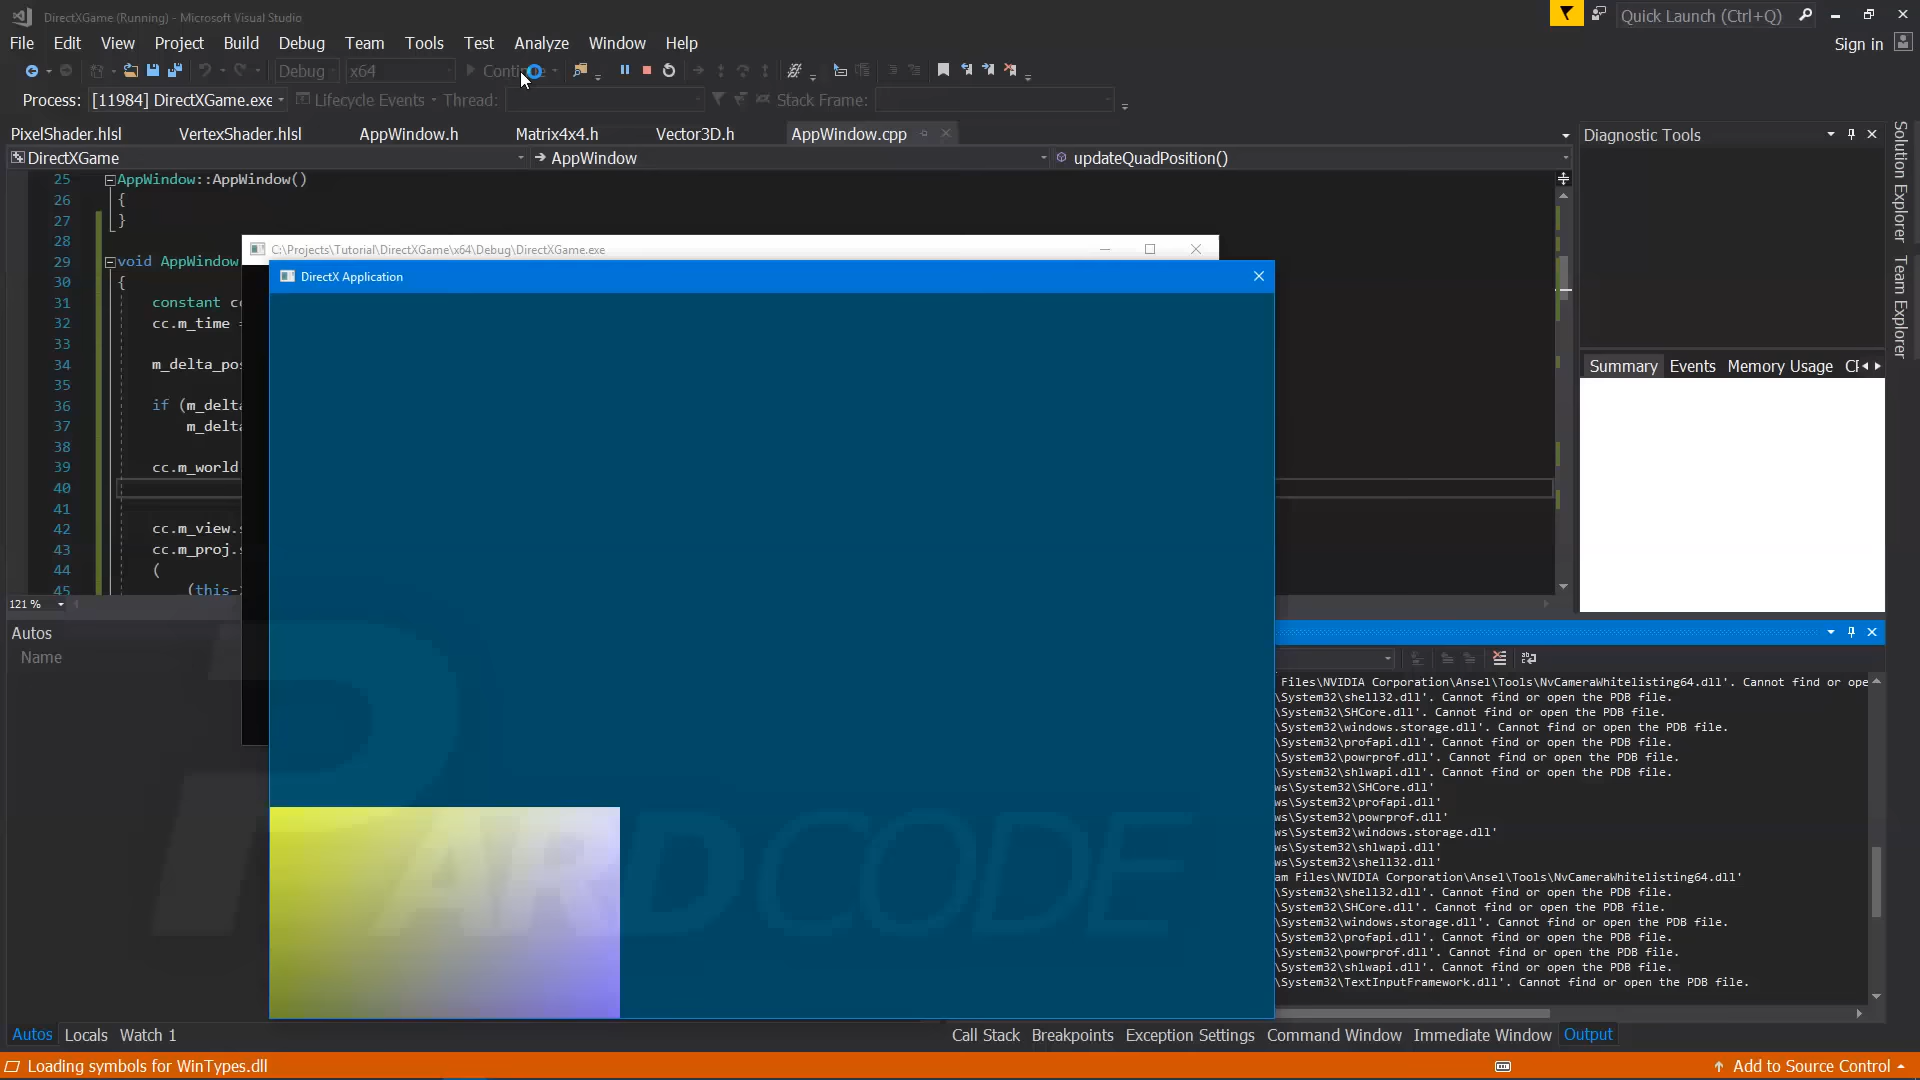 DirectXGame (Running) - Microsoft Visual Studio
Quick Launch (Ctrl+Q)
File Edit View Project Build Debug Team Tools Test Analyze Window Help
Sign in
Debug x64
Process: [11984] DirectXGame.exe Lifecycle Events Thread: Stack Frame:
PixelShader.hlsl VertexShader.hlsl AppWindow.h Matrix4x4.h Vector3D.h AppWindow.cpp
Diagnostic Tools
DirectXGame AppWindow updateQuadPosition()
25 AppWindow::AppWindow()
26 {
27 }
28
29 void AppWindow
30 {
31 constant
32 cc.m_time =
33
34
35
36 if
37
38
39 cc.m_world
40
41
42
43
44 (
45
C:\Projects\Tutorial\DirectXGame\x64\Debug\DirectXGame.exe
DirectX Application
Solution Explorer
Team Explorer
Summary Events Memory Usage
121 %
Autos
Name
Files\NVIDIA Corporation\Ansel\Tools\NvCameraWhitelisting64.dll'. Cannot find or
\System32\shell32.dll'. Cannot find or open the PDB file.
\System32\SHCore.dll'. Cannot find or open the PDB file.
\System32\windows.storage.dll'. Cannot find or open the PDB file.
\System32\profapi.dll'. Cannot find or open the PDB file.
\System32\powrprof.dll'. Cannot find or open the PDB file.
\System32\shlwapi.dll'. Cannot find or open the PDB file.
ws\System32\SHCore.dll'
ws\System32\profapi.dll'
ws\System32\powrprof.dll'
ws\System32\windows.storage.dll'
ws\System32\shlwapi.dll'
ws\System32\shell32.dll'
am Files\NVIDIA Corporation\Ansel\Tools\NvCameraWhitelisting64.dll'
\System32\shell32.dll'. Cannot find or open the PDB file.
\System32\SHCore.dll'. Cannot find or open the PDB file.
\System32\windows.storage.dll'. Cannot find or open the PDB file.
\System32\profapi.dll'. Cannot find or open the PDB file.
\System32\powrprof.dll'. Cannot find or open the PDB file.
\System32\shlwapi.dll'. Cannot find or open the PDB file.
\System32\TextInputFramework.dll'. Cannot find or open the PDB file.
PARDCODE
Autos Locals Watch 1
Call Stack Breakpoints Exception Settings Command Window Immediate Window Output
Loading symbols for WinTypes.dll
Add to Source Control